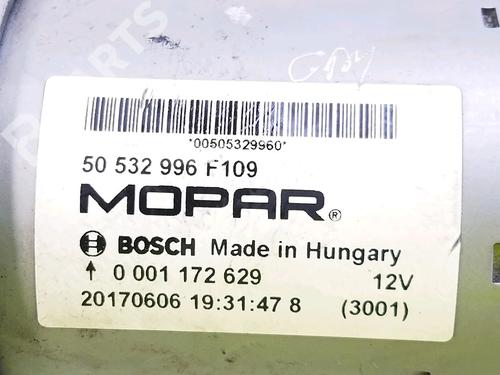 *00505329960*
50 532 996 F109
MOPAR®
BOSCH Made in Hungary
0 001 172 629 12V
20170606 19:31:47 8 (3001)